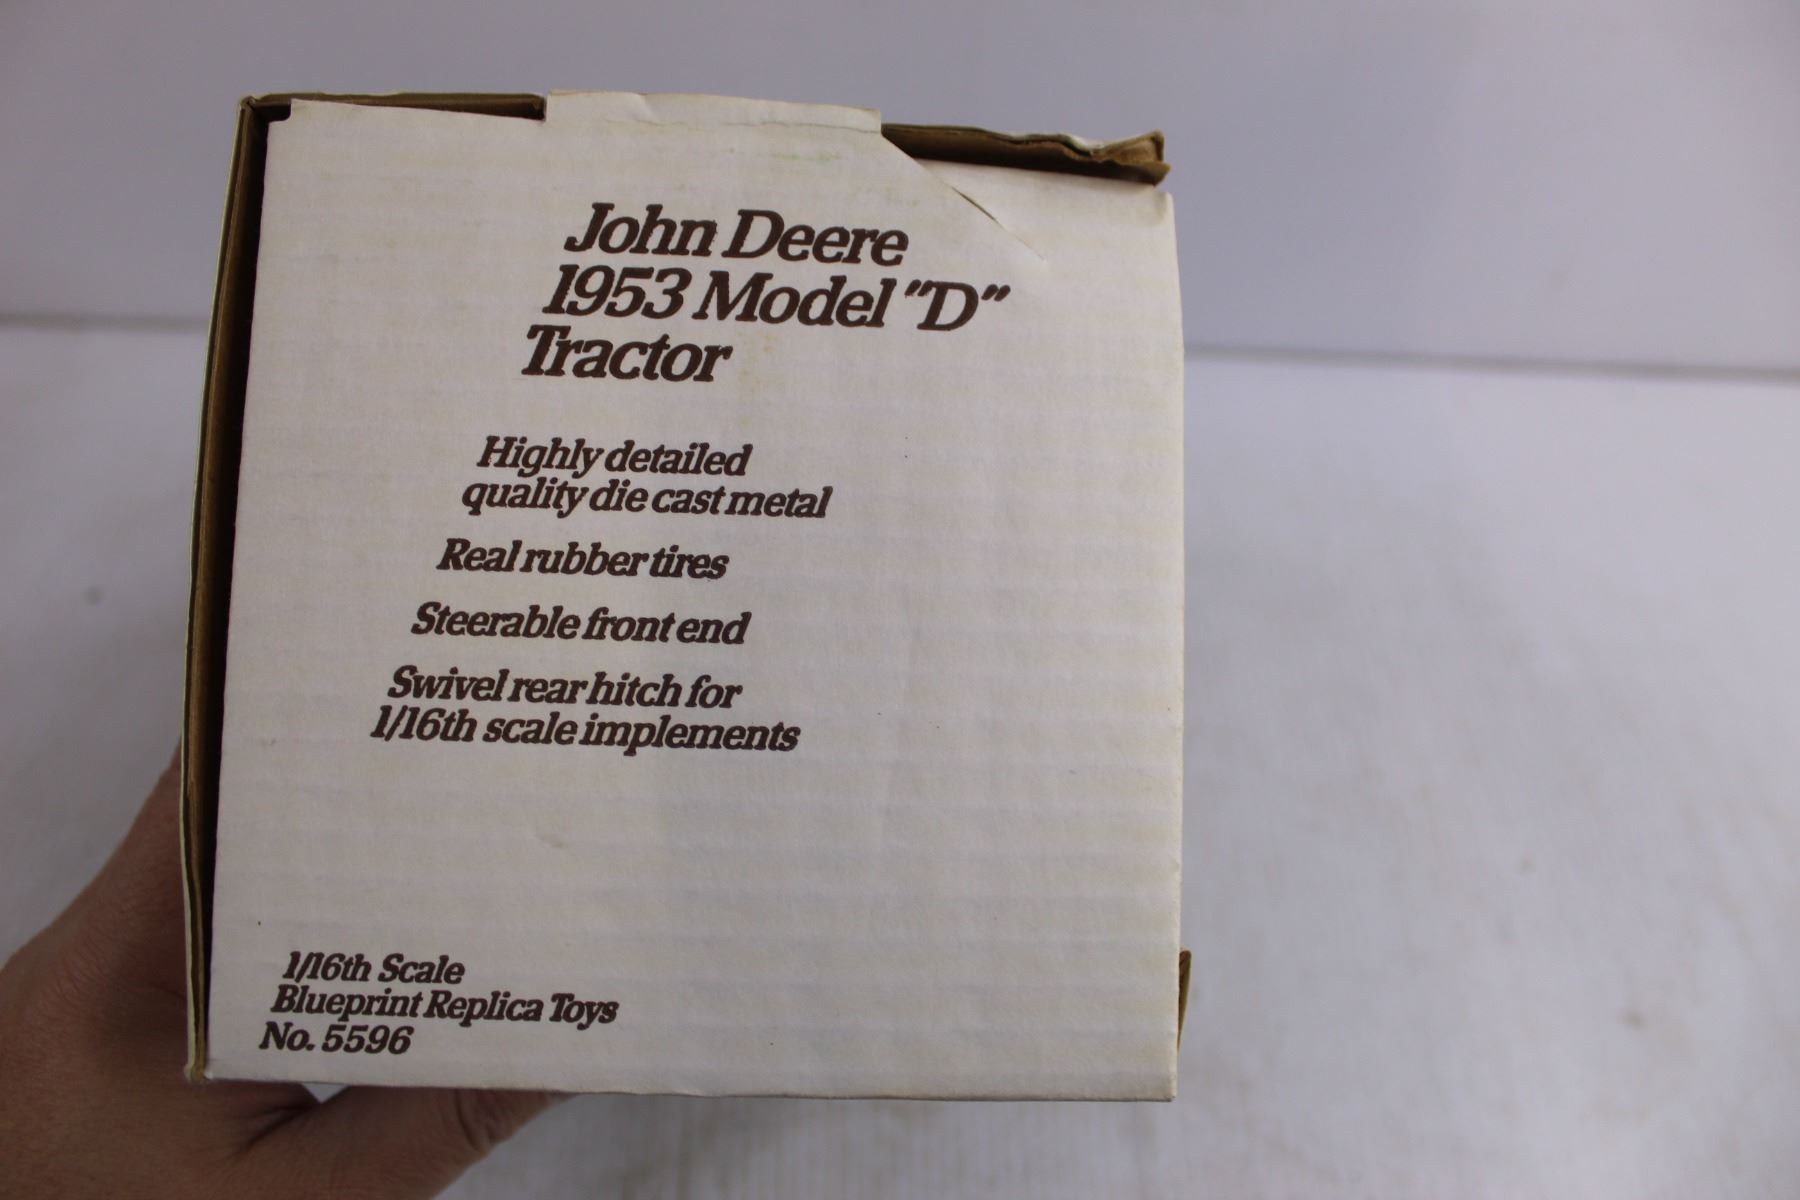 John Deere
1953 Model "D"
Tractor
Highly detailed
quality die cast metal
Real rubber tires
Steerable front end
Swivel rear hitch for
1/16th scale implements
1/16th Scale
Blueprint Replica Toys
No. 5596